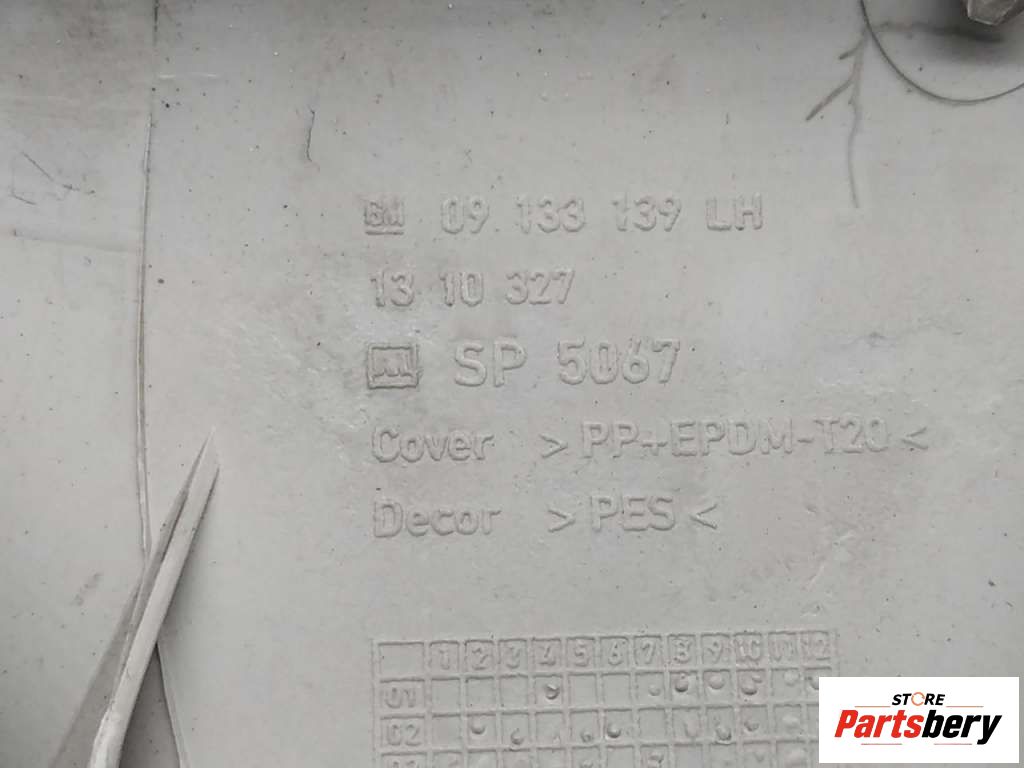 GM 09. 133 139 LH
13 10 327
SP 5067
Cover >PP+EPDM-T20<
Decor >PES<
1 2 3 4 5 6 7 8 9 10 11 12
01
02
STORE
Partsbery